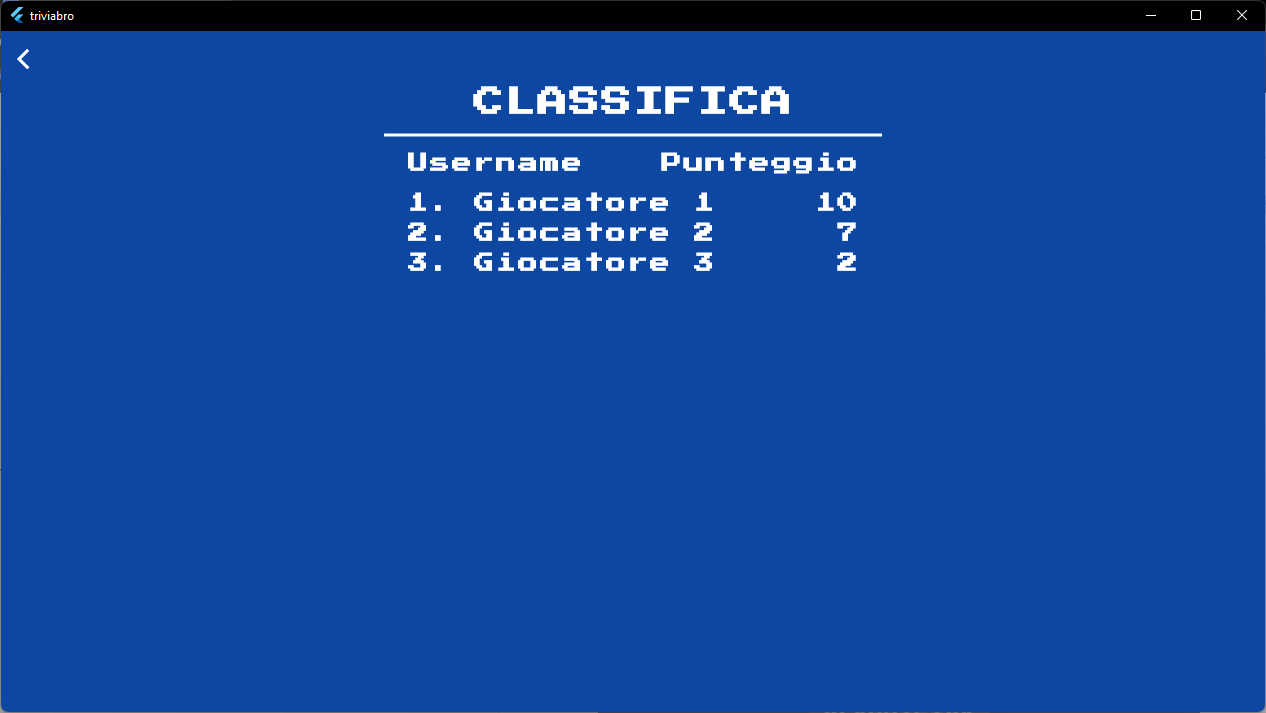 triviabro
CLASSIFICA
Username Punteggio
1. Giocatore 1 10
2. Giocatore 2 7
3. Giocatore 3 2